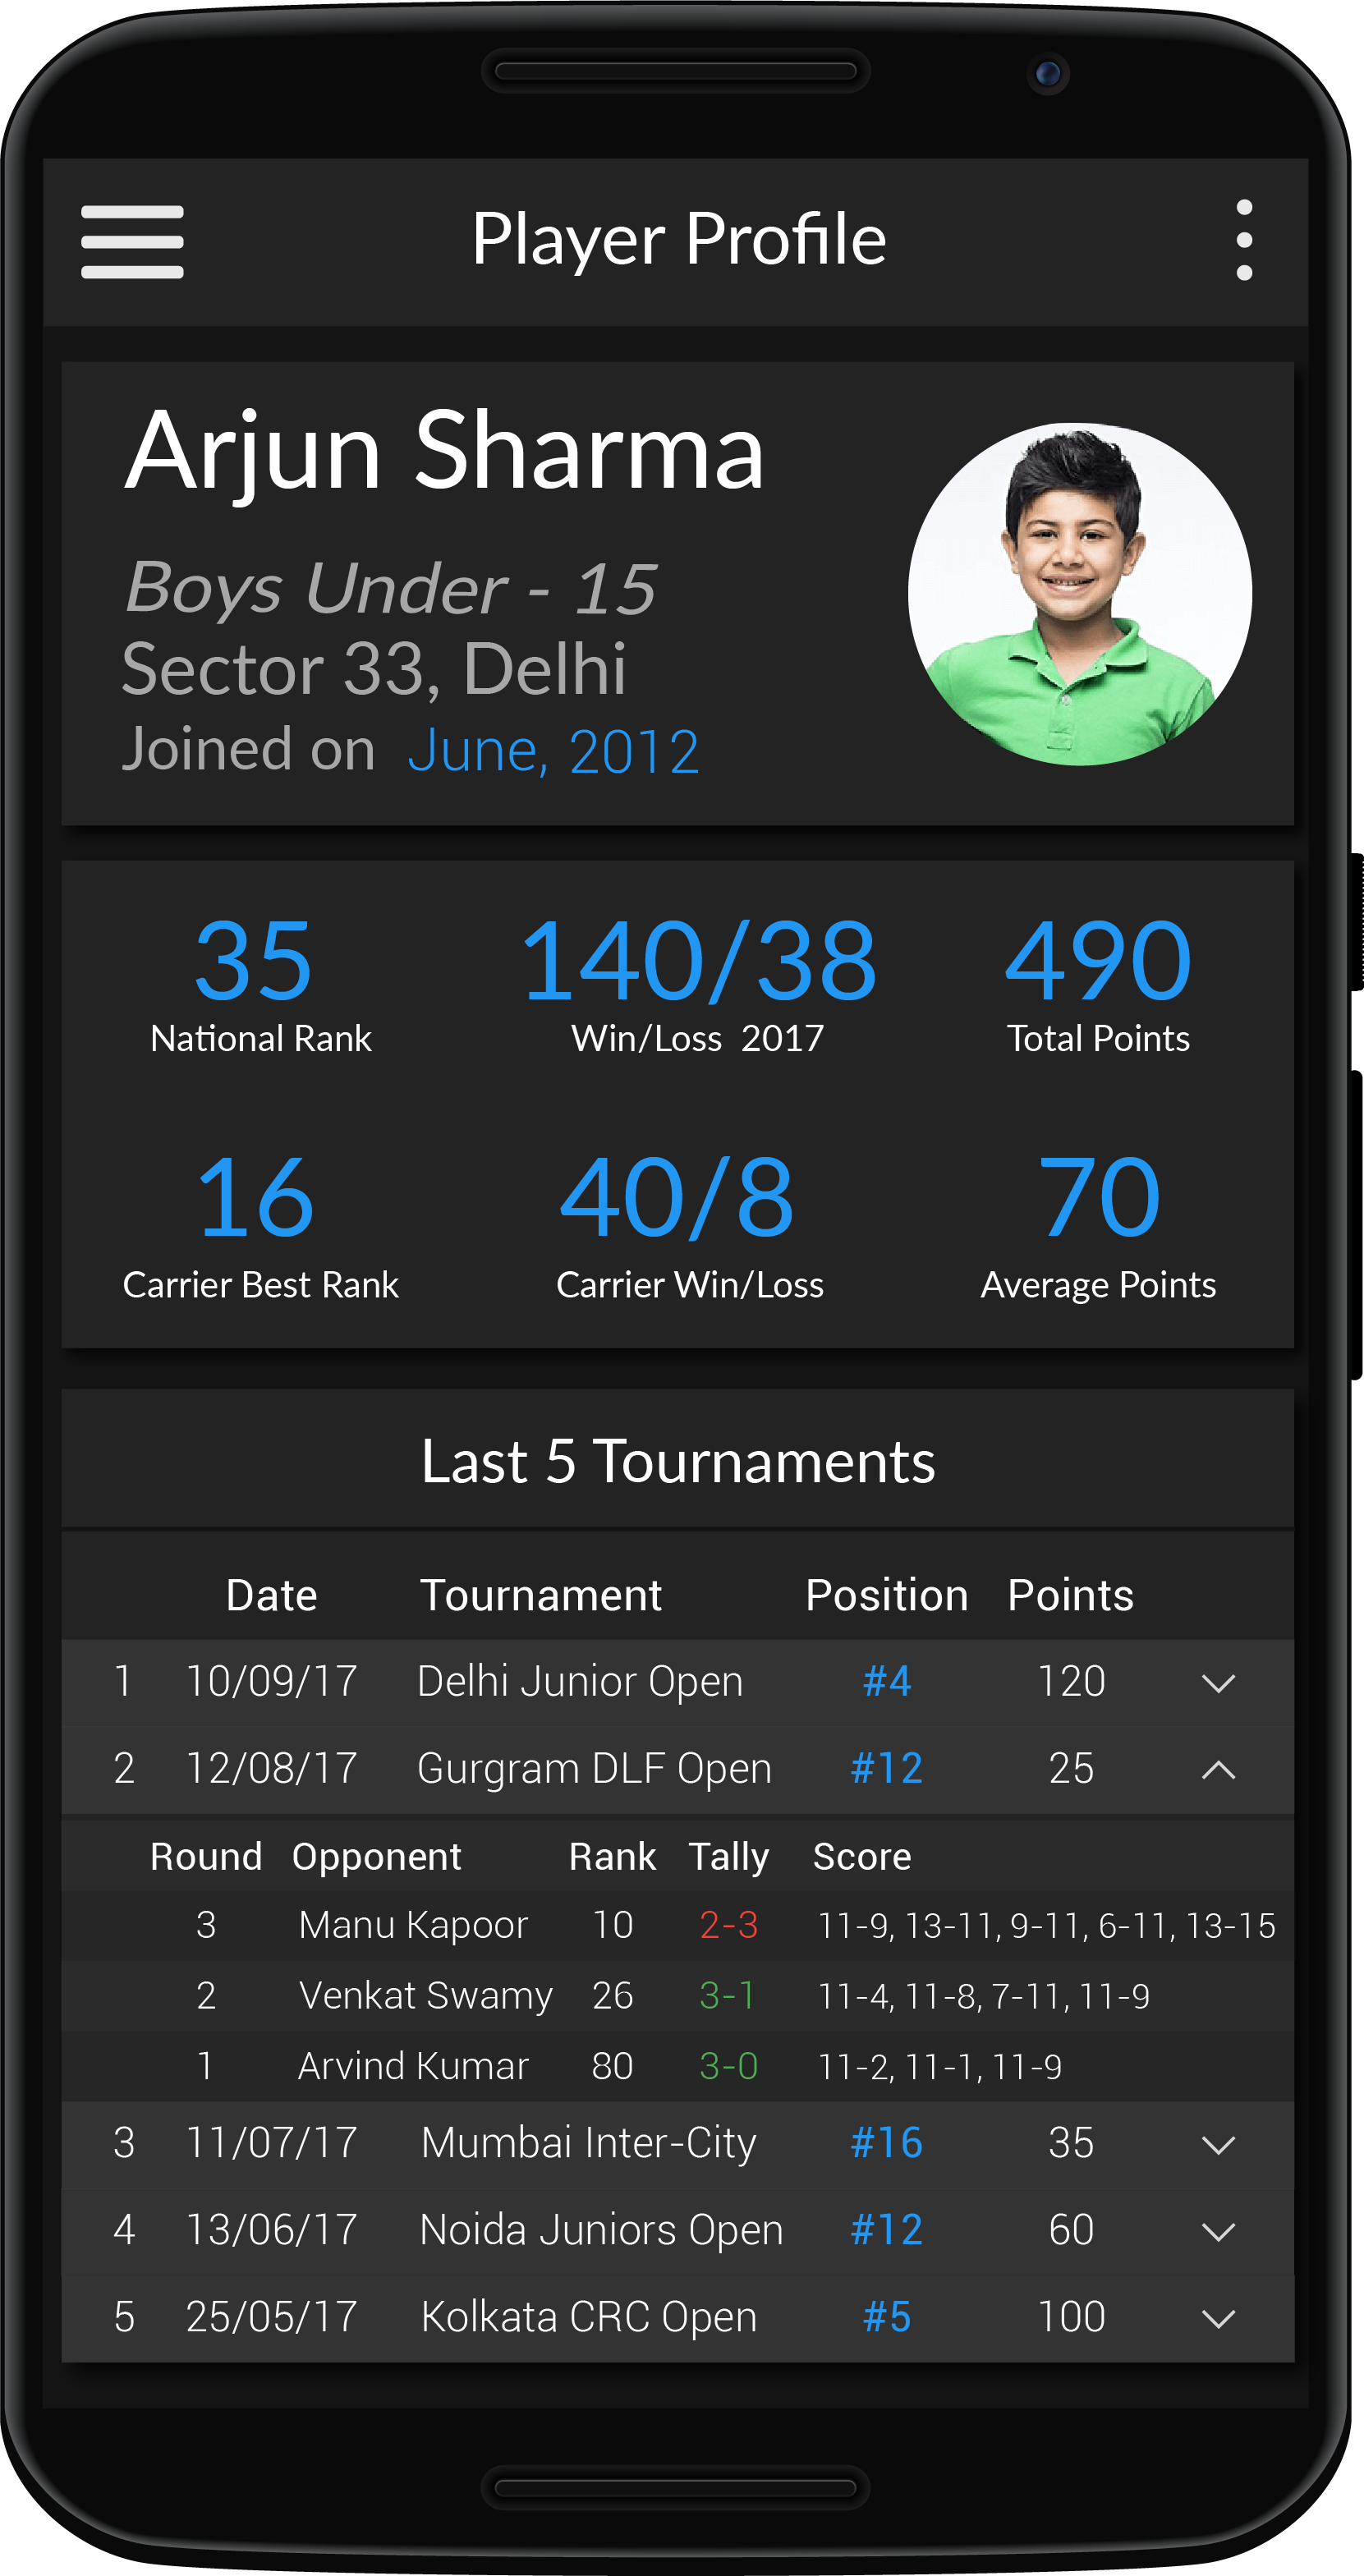 Player Profile
Arjun Sharma
Boys Under - 15
Sector 33, Delhi
Joined on June, 2012
35 140/38 490
National Rank Win/Loss 2017 Total Points
16 40/8 70
Carrier Best Rank Carrier Win/Loss Average Points
Last 5 Tournaments
Date Tournament Position Points
1 10/09/17 Delhi Junior Open #4 120
2 12/08/17 Gurgram DLF Open #12 25
Round Opponent Rank Tally Score
3 Manu Kapoor 10 2-3 11-9, 13-11, 9-11, 6-11, 13-15
2 Venkat Swamy 26 3-1 11-4, 11-8, 7-11, 11-9
1 Arvind Kumar 80 3-0 11-2, 11-1, 11-9
3 11/07/17 Mumbai Inter-City #16 35
4 13/06/17 Noida Juniors Open #12 60
5 25/05/17 Kolkata CRC Open #5 100